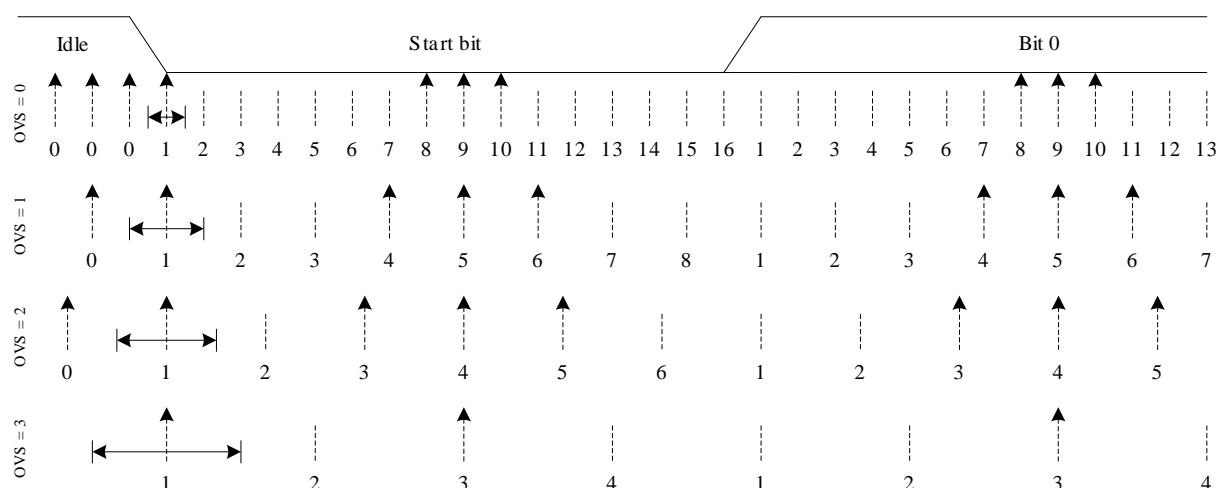 Idle Start bit Bit 0
OVS = 0
0 0 0 1 2 3 4 5 6 7 8 9 10 11 12 13 14 15 16 1 2 3 4 5 6 7 8 9 10 11 12 13
OVS = 1
0 1 2 3 4 5 6 7 8 1 2 3 4 5 6 7
OVS = 2
0 1 2 3 4 5 6 1 2 3 4 5
OVS = 3
1 2 3 4 1 2 3 4